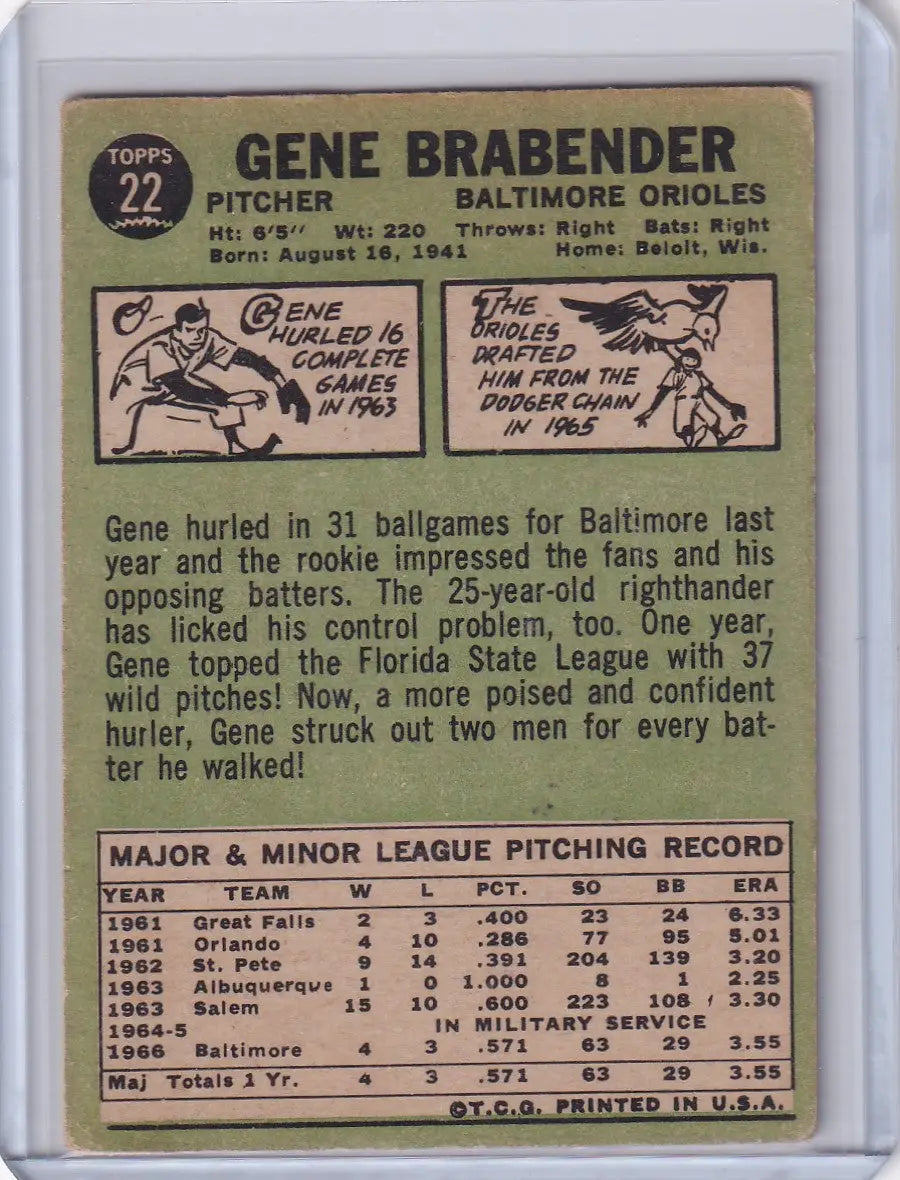 TOPPS
22
GENE BRABENDER
PITCHER BALTIMORE ORIOLES
Ht: 6'5" Wt: 220 Throws: Right Bats: Right
Born: August 16, 1941 Home: Beloit, Wis.
GENE
HURLED 16
COMPLETE
GAMES
IN 1963
THE
ORIOLES
DRAFTED
HIM FROM THE
DODGER CHAIN
IN 1965
Gene hurled in 31 ballgames for Baltimore last
year and the rookie impressed the fans and his
opposing batters. The 25-year-old righthander
has licked his control problem, too. One year,
Gene topped the Florida State League with 37
wild pitches! Now, a more poised and confident
hurler, Gene struck out two men for every bat-
ter he walked!
MAJOR & MINOR LEAGUE PITCHING RECORD
YEAR TEAM W L PCT. SO BB ERA
1961 Great Falls 2 3 .400 23 24 6.33
1961 Orlando 4 10 .286 77 95 5.01
1962 St. Pete 9 14 .391 204 139 3.20
1963 Albuquerque 1 0 1.000 8 1 2.25
1963 Salem 15 10 .600 223 108 3.30
1964-5 IN MILITARY SERVICE
1966 Baltimore 4 3 .571 63 29 3.55
Maj Totals 1 Yr. 4 3 .571 63 29 3.55
©T.C.G. PRINTED IN U.S.A.